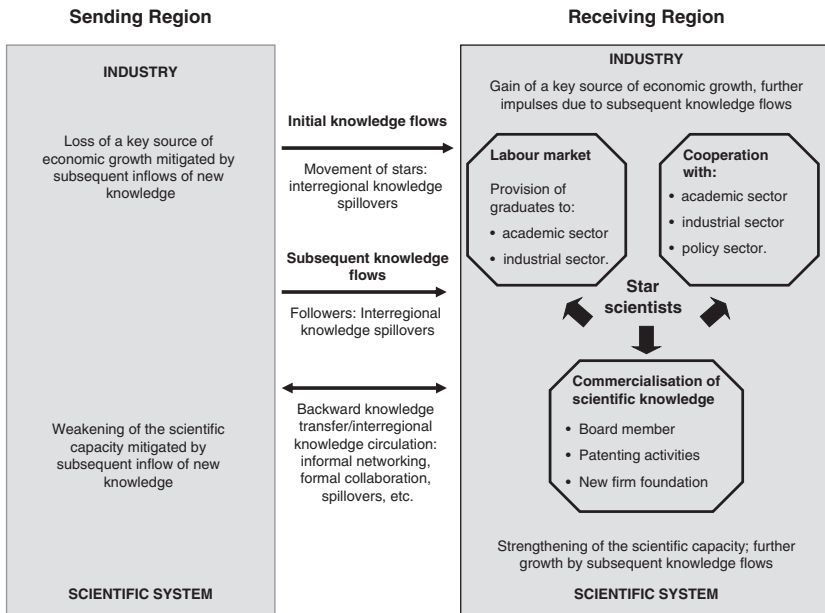 Sending Region
INDUSTRY
Loss of a key source of
economic growth mitigated by
subsequent inflows of new
knowledge
Weakening of the scientific
capacity mitigated by
subsequent inflow of new
knowledge
SCIENTIFIC SYSTEM
Initial knowledge flows
Movement of stars:
interregional knowledge
spillovers
Subsequent knowledge
flows
Followers: Interregional
knowledge spillovers
Backward knowledge
transfer/interregional
knowledge circulation:
informal networking,
formal collaboration,
spillovers, etc.
Receiving Region
INDUSTRY
Gain of a key source of economic growth, further
impulses due to subsequent knowledge flows
Labour market
Provision of
graduates to:
• academic sector
• industrial sector.
Cooperation
with:
• academic sector
• industrial sector
• policy sector.
Star
scientists
Commercialisation of
scientific knowledge
• Board member
• Patenting activities
• New firm foundation
Strengthening of the scientific capacity; further
growth by subsequent knowledge flows
SCIENTIFIC SYSTEM